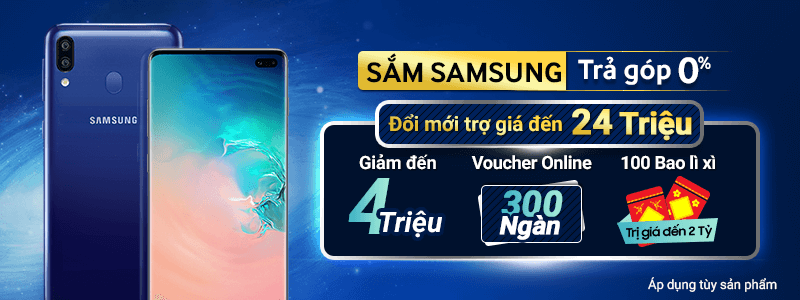 SAMSUNG
SẮM SAMSUNG Trả góp 0%
Đổi mới trợ giá đến 24 Triệu
Giảm đến
4 Triệu
Voucher Online
300
Ngàn
100 Bao lì xì
Trị giá đến 2 Tỷ
Áp dụng tùy sản phẩm